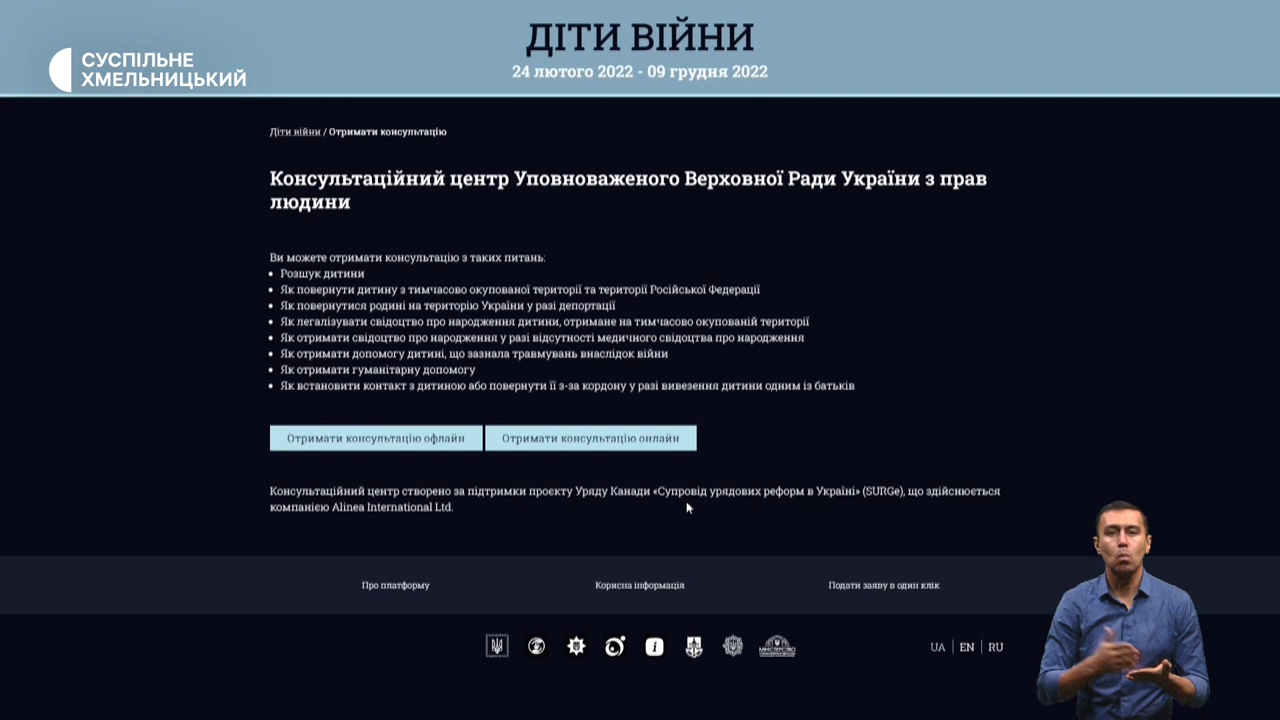 СУСПІЛЬНЕ
ХМЕЛЬНИЦЬКИЙ
ДІТИ ВІЙНИ
24 лютого 2022 - 09 грудня 2022
Діти війни / Отримати консультацію
Консультаційний центр Уповноваженого Верховної Ради України з прав
людини
Ви можете отримати консультацію з таких питань:
• Розшук дитини
• Як повернути дитину з тимчасово окупованої території та території Російської Федерації
• Як повернутися родині на територію України у разі депортації
• Як легалізувати свідоцтво про народження дитини, отримане на тимчасово окупованій території
• Як отримати свідоцтво про народження у разі відсутності медичного свідоцтва про народження
• Як отримати допомогу дитині, що зазнала травмувань внаслідок війни
• Як отримати гуманітарну допомогу
• Як встановити контакт з дитиною або повернути її з-за кордону у разі вивезення дитини одним із батьків
Отримати консультацію офлайн Отримати консультацію онлайн
Консультаційний центр створено за підтримки проєкту Уряду Канади «Супровід урядових реформ в Україні» (SURGe), що здійснюється
компанією Alinea International Ltd.
Про платформу Корисна інформація Подати заяву в один клік
МІНІСТЕРСТВО
UA EN RU